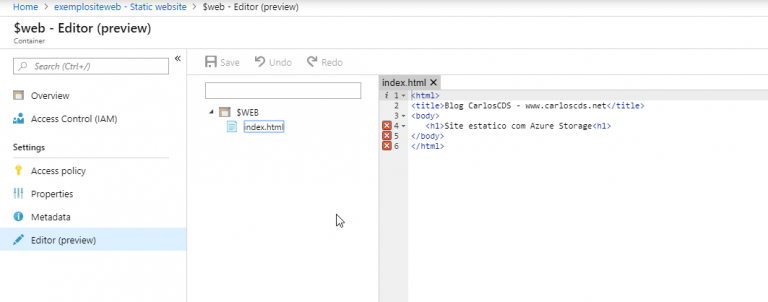 Home > exemplositeweb - Static website > $web - Editor (preview)
$web - Editor (preview)
Container
Search (Ctrl+/)
Overview
Access Control (IAM)
Settings
Access policy
Properties
Metadata
Editor (preview)
Save Undo Redo
$WEB
index.html
index.html
i 1 <html>
2 <title>Blog CarlosCDS - www.carloscds.net</title>
3 <body>
4 <h1>Site estatico com Azure Storage<h1>
5 </body>
6 </html>